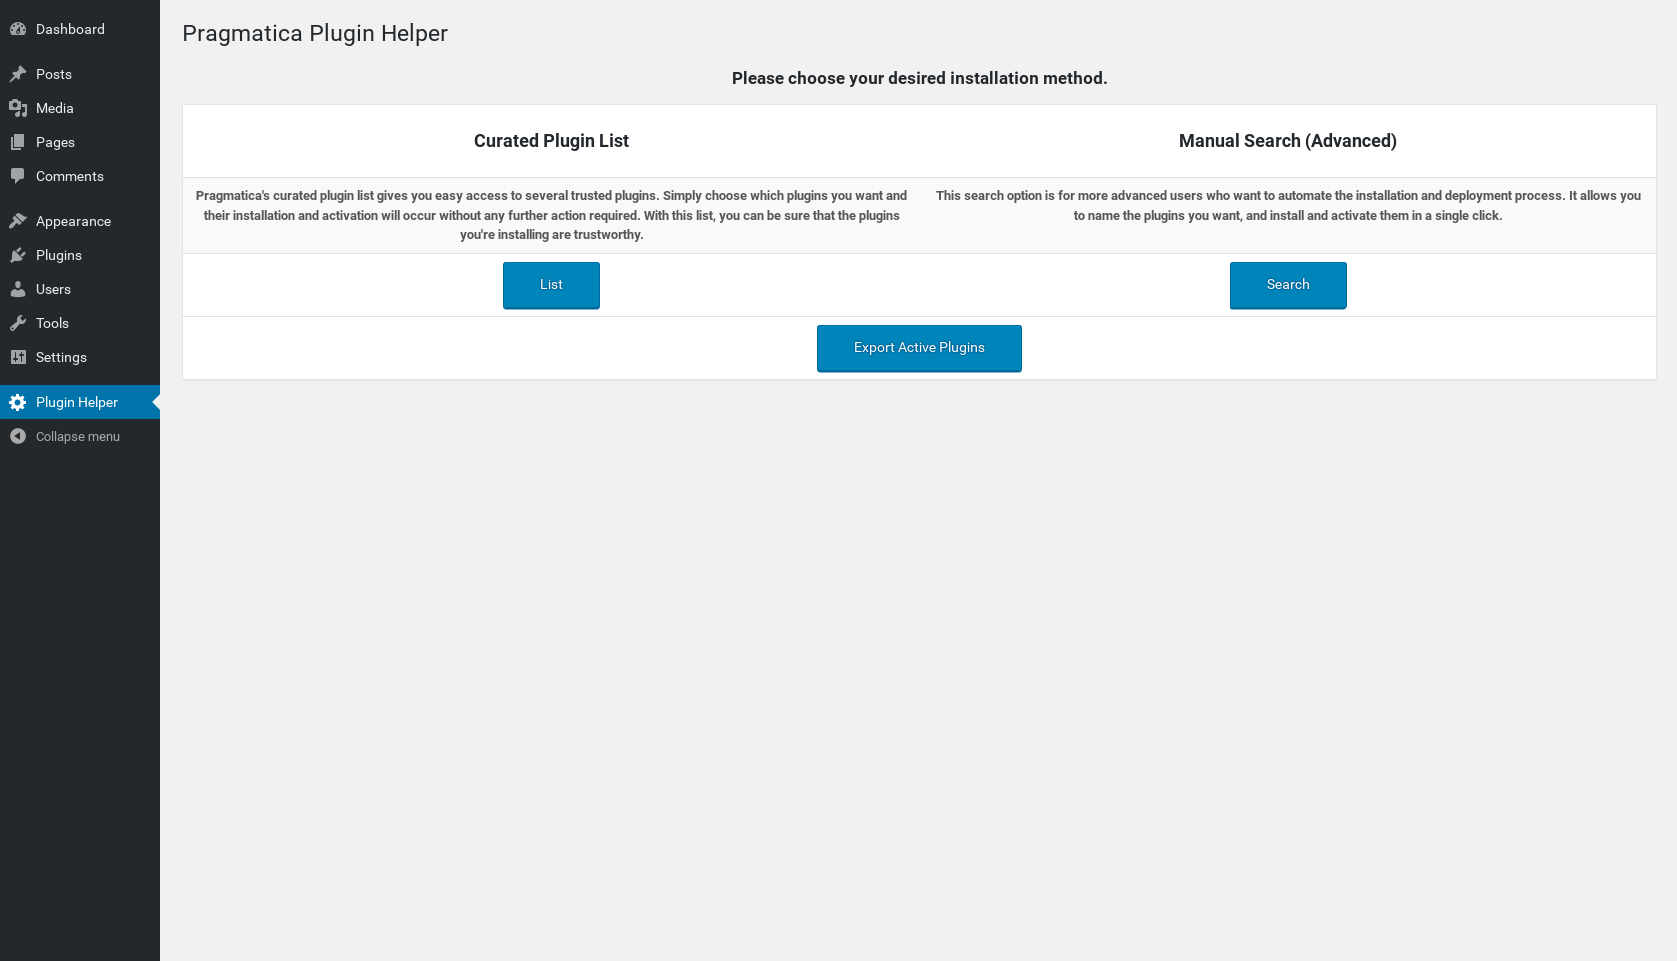 Dashboard
Posts
Media
Pages
Comments
Appearance
Plugins
Users
Tools
Settings
Plugin Helper
Collapse menu
Pragmatica Plugin Helper
Please choose your desired installation method.
Curated Plugin List
Pragmatica's curated plugin list gives you easy access to several trusted plugins. Simply choose which plugins you want and
their installation and activation will occur without any further action required. With this list, you can be sure that the plugins
you're installing are trustworthy.
List
Manual Search (Advanced)
This search option is for more advanced users who want to automate the installation and deployment process. It allows you
to name the plugins you want, and install and activate them in a single click.
Search
Export Active Plugins